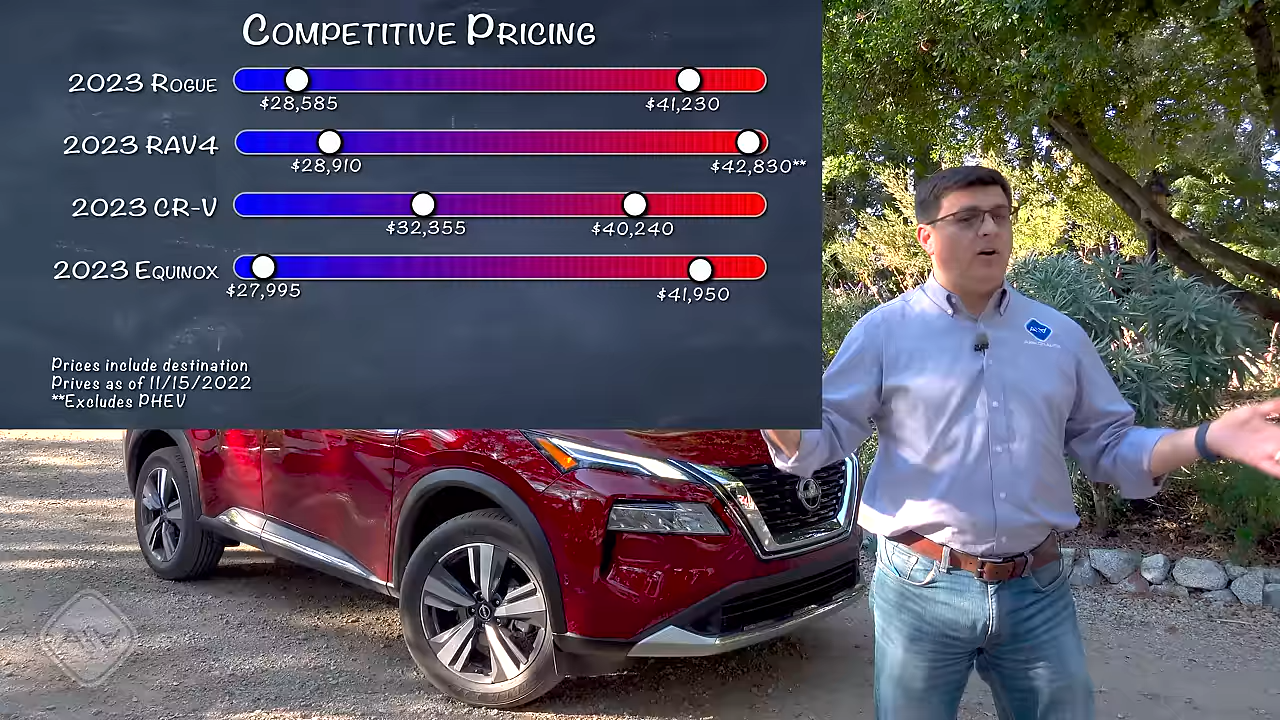 COMPETITIVE PRICING
2023 ROGUE
$28,585
$41,230
2023 RAV4
$28,910
$42,830**
2023 CR-V
$32,355
$40,240
2023 EQUINOX
$27,995
$41,950
Prices include destination
Prives as of 11/15/2022
**Excludes PHEV